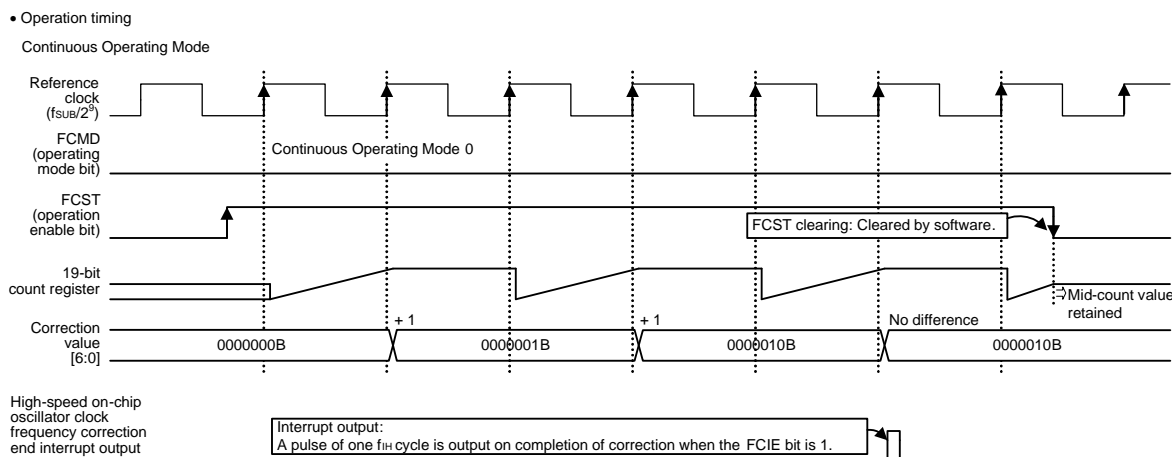 • Operation timing
Continuous Operating Mode
Reference
clock
(fSUB/2⁹)
FCMD
(operating
mode bit)
Continuous Operating Mode 0
FCST
(operation
enable bit)
FCST clearing: Cleared by software.
19-bit
count register
Mid-count value
retained
Correction
value
[6:0]
0000000B
+ 1
0000001B
+ 1
0000010B
No difference
0000010B
High-speed on-chip
oscillator clock
frequency correction
end interrupt output
Interrupt output:
A pulse of one fIH cycle is output on completion of correction when the FCIE bit is 1.